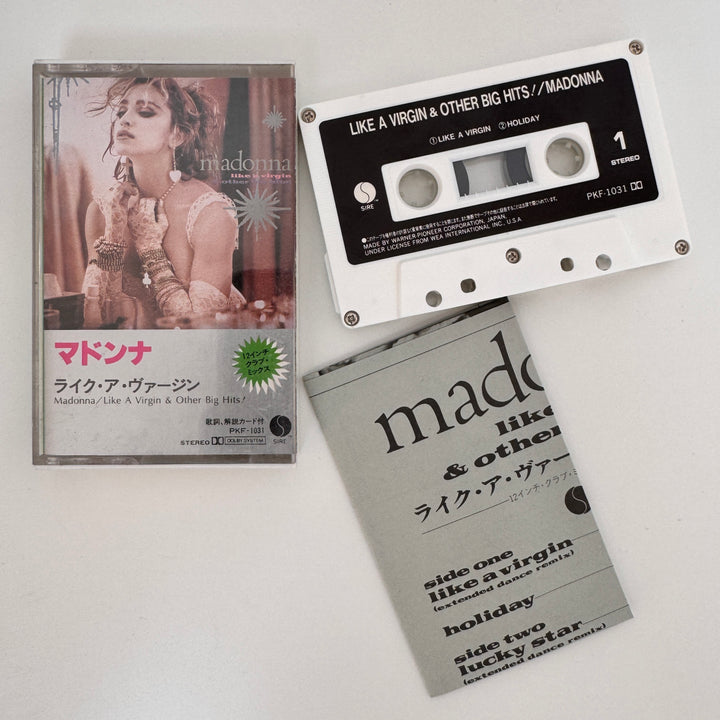 madonna
like a virgin
& other big hits!
マドンナ
12インチ
クラブ・
ミックス
ライク・ア・ヴァージン
Madonna/Like A Virgin & Other Big Hits!
歌詞、解説カード付
PKF-1031
STEREO DOLBY SYSTEM
SIRE
LIKE A VIRGIN & OTHER BIG HITS!/MADONNA
①LIKE A VIRGIN ②HOLIDAY
1
STEREO
SIRE
PKF-1031
MADE BY WARNER-PIONEER CORPORATION, JAPAN.
UNDER LICENSE FROM WEA INTERNATIONAL INC., U.S.A.
mado
like
& other
ライク・ア・ヴァー
12インチ・クラブ・ミ
side one
like a virgin
(extended dance remix)
holiday
side two
lucky star
(extended dance remix)